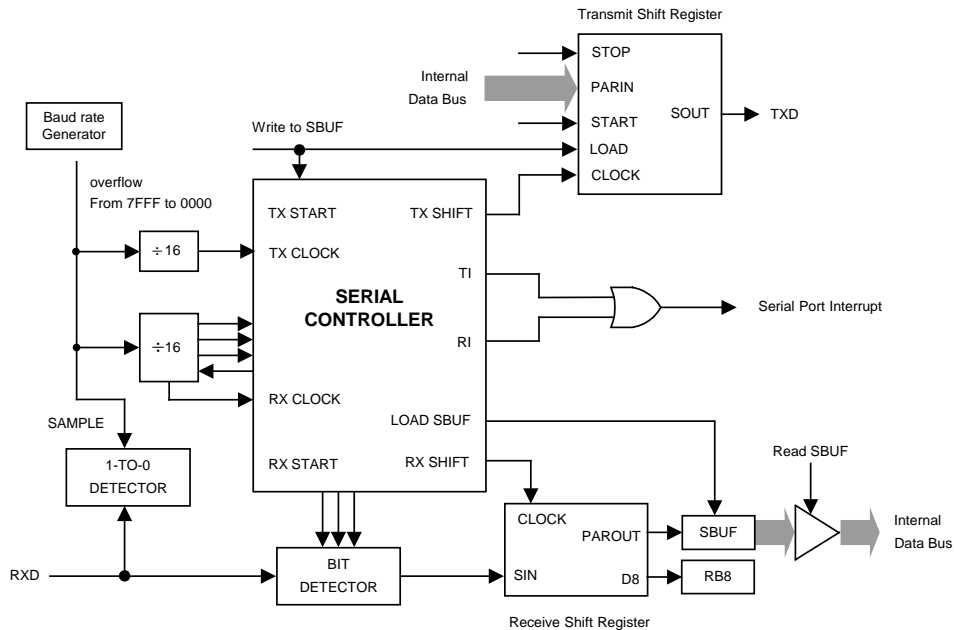 Transmit Shift Register
STOP
Internal
Data Bus
PARIN
START
SOUT
TXD
LOAD
CLOCK
Baud rate
Generator
Write to SBUF
overflow
From 7FFF to 0000
÷16
÷16
SAMPLE
1-TO-0
DETECTOR
TX START
TX SHIFT
TX CLOCK
TI
SERIAL
CONTROLLER
RI
RX CLOCK
LOAD SBUF
RX START
RX SHIFT
Serial Port Interrupt
Read SBUF
CLOCK
PAROUT
SIN
D8
SBUF
RB8
Internal
Data Bus
RXD
BIT
DETECTOR
Receive Shift Register